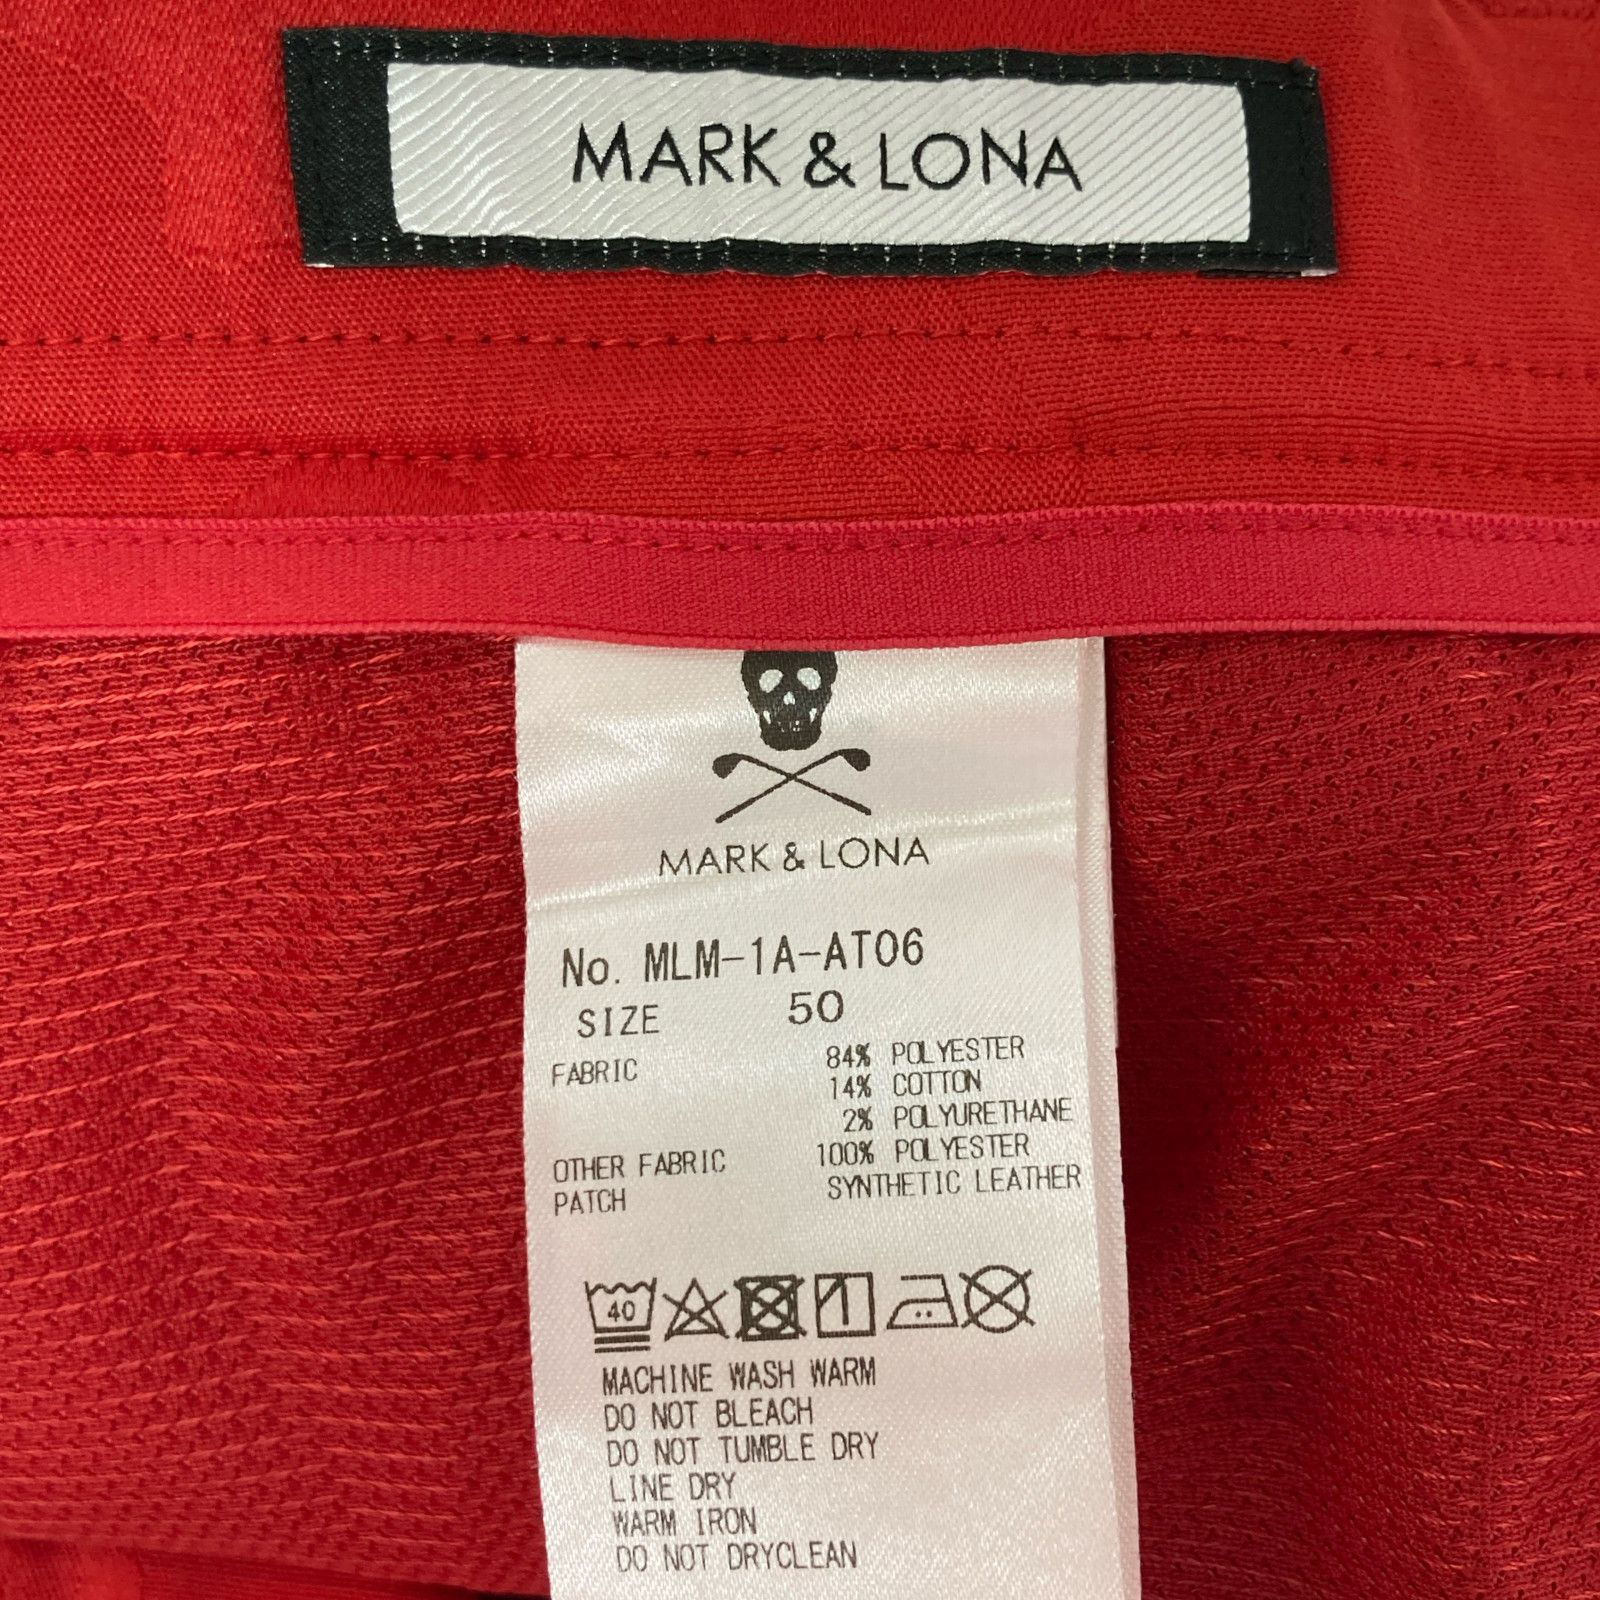 MARK & LONA
MARK & LONA
No. MLM-1A-AT06
SIZE 50
FABRIC 84% POLYESTER
14% COTTON
2% POLYURETHANE
OTHER FABRIC 100% POLYESTER
PATCH SYNTHETIC LEATHER
40
MACHINE WASH WARM
DO NOT BLEACH
DO NOT TUMBLE DRY
LINE DRY
WARM IRON
DO NOT DRYCLEAN